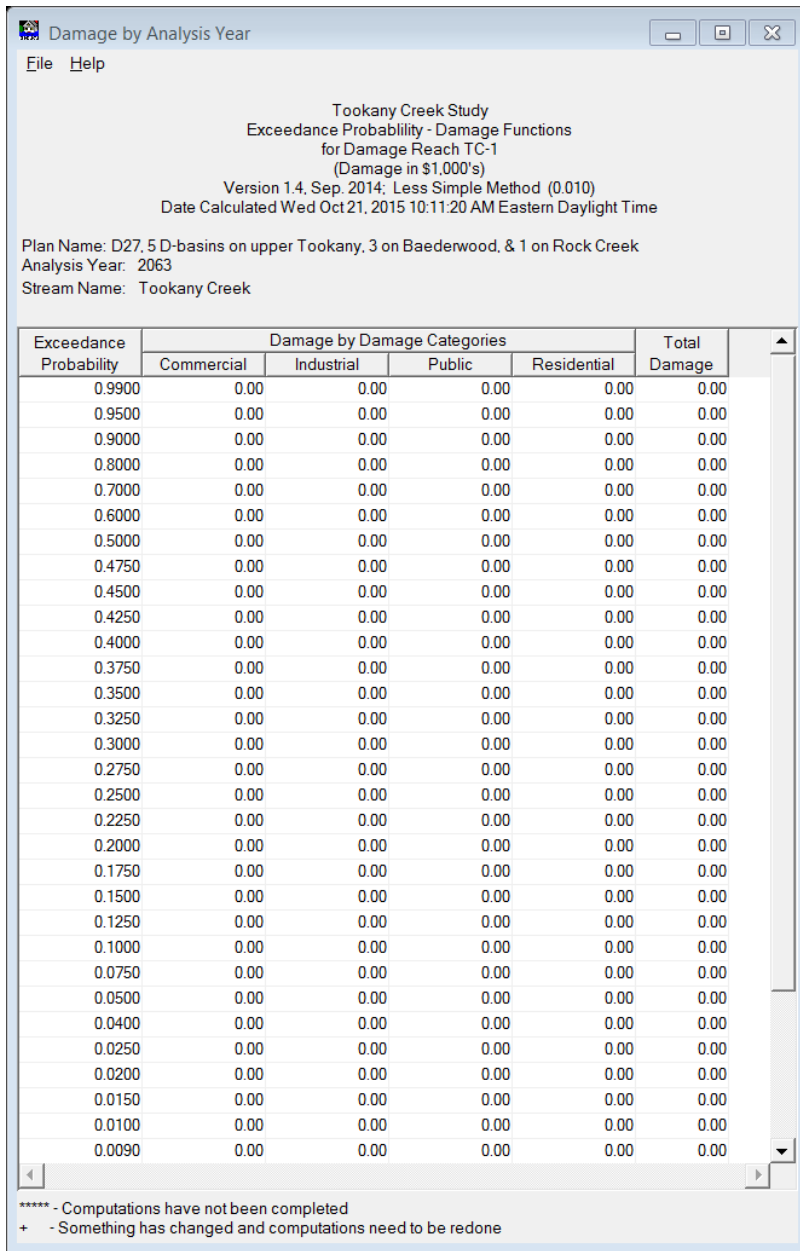 Damage by Analysis Year
File Help
Tookany Creek Study
Exceedance Probablility - Damage Functions
for Damage Reach TC-1
(Damage in $1,000's)
Version 1.4, Sep. 2014; Less Simple Method (0.010)
Date Calculated Wed Oct 21, 2015 10:11:20 AM Eastern Daylight Time
Plan Name: D27, 5 D-basins on upper Tookany, 3 on Baederwood, & 1 on Rock Creek
Analysis Year: 2063
Stream Name: Tookany Creek
Exceedance Damage by Damage Categories Total
Probability Commercial Industrial Public Residential Damage
0.9900 0.00 0.00 0.00 0.00 0.00
0.9500 0.00 0.00 0.00 0.00 0.00
0.9000 0.00 0.00 0.00 0.00 0.00
0.8000 0.00 0.00 0.00 0.00 0.00
0.7000 0.00 0.00 0.00 0.00 0.00
0.6000 0.00 0.00 0.00 0.00 0.00
0.5000 0.00 0.00 0.00 0.00 0.00
0.4750 0.00 0.00 0.00 0.00 0.00
0.4500 0.00 0.00 0.00 0.00 0.00
0.4250 0.00 0.00 0.00 0.00 0.00
0.4000 0.00 0.00 0.00 0.00 0.00
0.3750 0.00 0.00 0.00 0.00 0.00
0.3500 0.00 0.00 0.00 0.00 0.00
0.3250 0.00 0.00 0.00 0.00 0.00
0.3000 0.00 0.00 0.00 0.00 0.00
0.2750 0.00 0.00 0.00 0.00 0.00
0.2500 0.00 0.00 0.00 0.00 0.00
0.2250 0.00 0.00 0.00 0.00 0.00
0.2000 0.00 0.00 0.00 0.00 0.00
0.1750 0.00 0.00 0.00 0.00 0.00
0.1500 0.00 0.00 0.00 0.00 0.00
0.1250 0.00 0.00 0.00 0.00 0.00
0.1000 0.00 0.00 0.00 0.00 0.00
0.0750 0.00 0.00 0.00 0.00 0.00
0.0500 0.00 0.00 0.00 0.00 0.00
0.0400 0.00 0.00 0.00 0.00 0.00
0.0250 0.00 0.00 0.00 0.00 0.00
0.0200 0.00 0.00 0.00 0.00 0.00
0.0150 0.00 0.00 0.00 0.00 0.00
0.0100 0.00 0.00 0.00 0.00 0.00
0.0090 0.00 0.00 0.00 0.00 0.00
***** - Computations have not been completed
+ - Something has changed and computations need to be redone